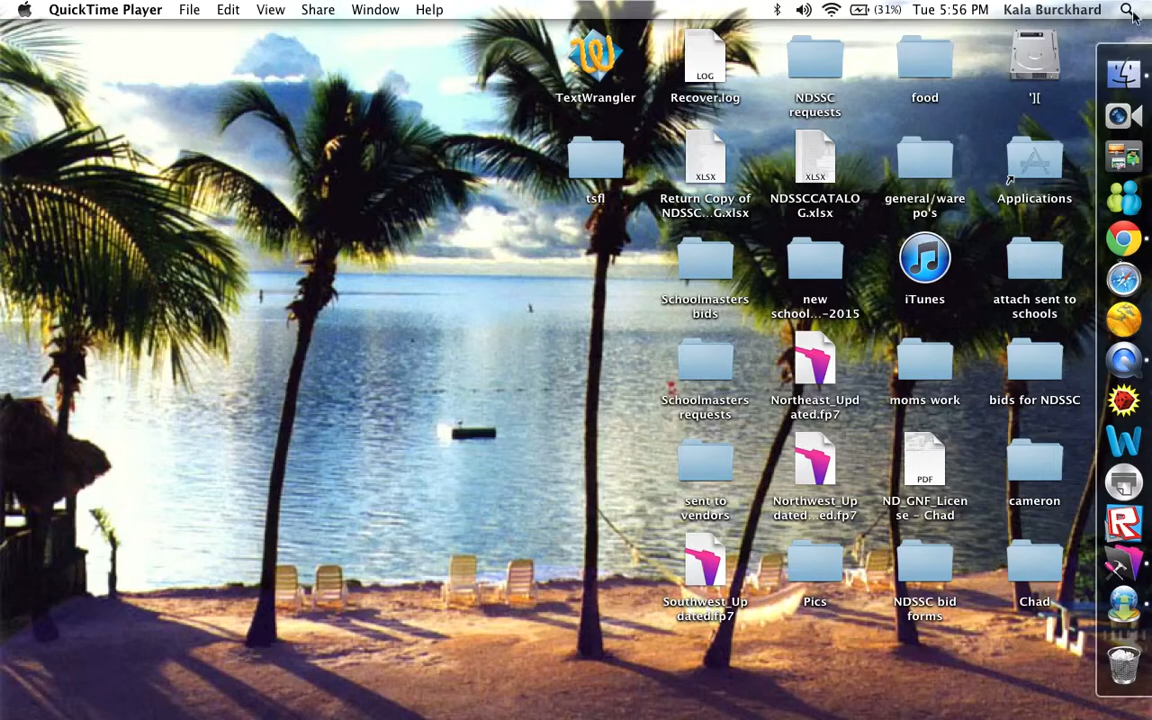 QuickTime Player File Edit View Share Window Help (31%) Tue 5:56 PM Kala Burckhard
TextWrangler
LOG
Recover.log
NDSSC
requests
food
']['
tsfl
XLSX
Return Copy of
NDSSC...G.xlsx
XLSX
NDSSCCATALO
G.xlsx
general/ware
po's
Applications
Schoolmasters
bids
new
school...-2015
iTunes
attach sent to
schools
Schoolmasters
requests
Northeast_Upd
ated.fp7
moms work
bids for NDSSC
sent to
vendors
Northwest_Up
dated...ed.fp7
PDF
ND_GNF_Licen
se - Chad
cameron
Southwest_Up
dated.fp7
Pics
NDSSC bid
forms
Chad